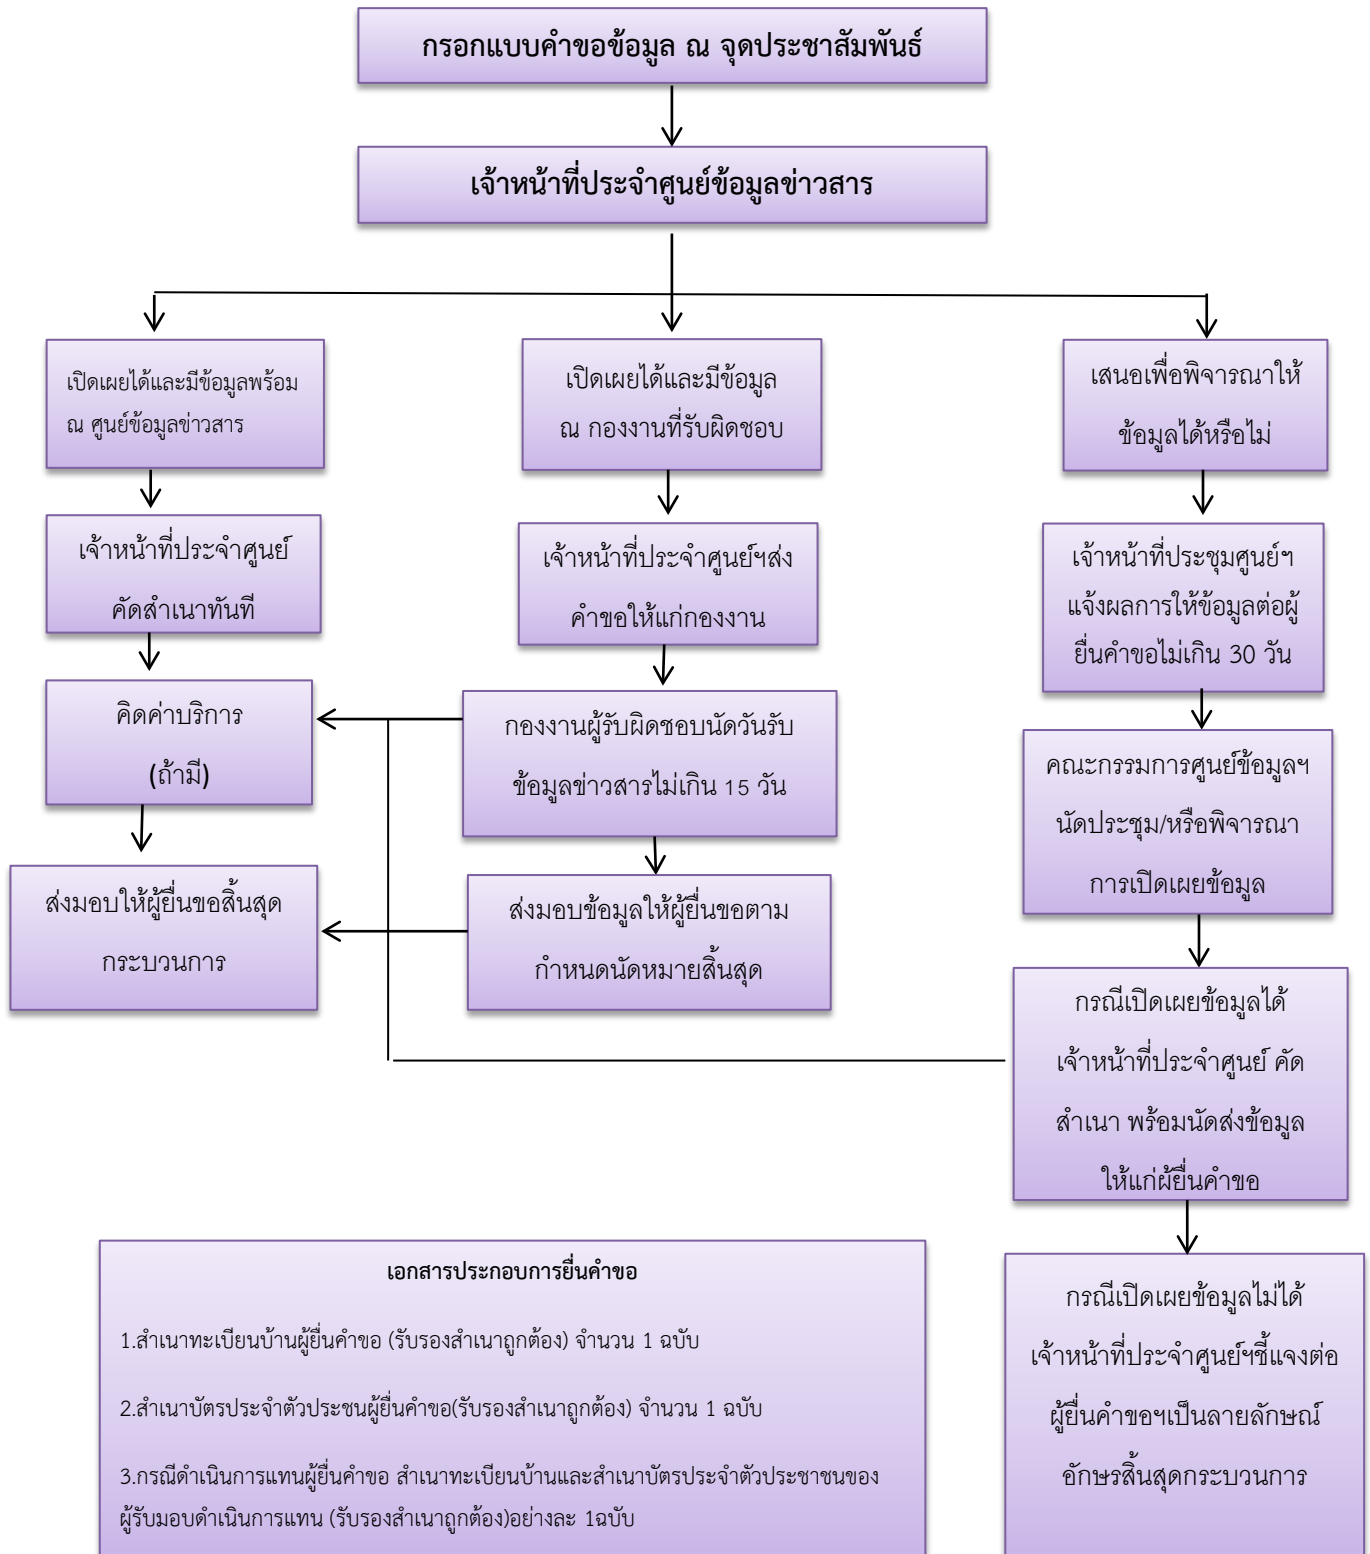 กรอกแบบคำขอข้อมูล ณ จุดประชาสัมพันธ์
เจ้าหน้าที่ประจำศูนย์ข้อมูลข่าวสาร
เปิดเผยได้และมีข้อมูลพร้อม
ณ ศูนย์ข้อมูลข่าวสาร
เจ้าหน้าที่ประจำศูนย์
คัดสำเนาทันที
คิดค่าบริการ
(ถ้ามี)
ส่งมอบให้ผู้ยื่นขอสิ้นสุด
กระบวนการ
เปิดเผยได้และมีข้อมูล
ณ กองงานที่รับผิดชอบ
เจ้าหน้าที่ประจำศูนย์ฯส่ง
คำขอให้แก่กองงาน
กองงานผู้รับผิดชอบนัดวันรับ
ข้อมูลข่าวสารไม่เกิน 15 วัน
ส่งมอบข้อมูลให้ผู้ยื่นขอตาม
กำหนดนัดหมายสิ้นสุด
เสนอเพื่อพิจารณาให้
ข้อมูลได้หรือไม่
เจ้าหน้าที่ประชุมศูนย์ฯ
แจ้งผลการให้ข้อมูลต่อผู้
ยื่นคำขอไม่เกิน 30 วัน
คณะกรรมการศูนย์ข้อมูลฯ
นัดประชุม/หรือพิจารณา
การเปิดเผยข้อมูล
กรณีเปิดเผยข้อมูลได้
เจ้าหน้าที่ประจำศูนย์ คัด
สำเนา พร้อมนัดส่งข้อมูล
ให้แก่ผู้ยื่นคำขอ
กรณีเปิดเผยข้อมูลไม่ได้
เจ้าหน้าที่ประจำศูนย์ฯชี้แจงต่อ
ผู้ยื่นคำขอฯเป็นลายลักษณ์
อักษรสิ้นสุดกระบวนการ
เอกสารประกอบการยื่นคำขอ
1.สำเนาทะเบียนบ้านผู้ยื่นคำขอ (รับรองสำเนาถูกต้อง) จำนวน 1 ฉบับ
2.สำเนาบัตรประจำตัวประชนผู้ยื่นคำขอ(รับรองสำเนาถูกต้อง) จำนวน 1 ฉบับ
3.กรณีดำเนินการแทนผู้ยื่นคำขอ สำเนาทะเบียนบ้านและสำเนาบัตรประจำตัวประชาชนของ
ผู้รับมอบดำเนินการแทน (รับรองสำเนาถูกต้อง)อย่างละ 1ฉบับ